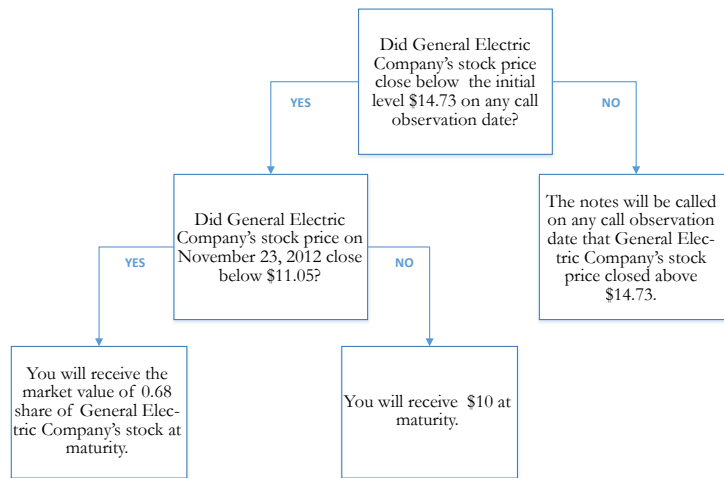 Did General Electric
Company's stock price
close below the initial
level $14.73 on any call
observation date?
YES
NO
Did General Electric
Company's stock price on
November 23, 2012 close
below $11.05?
The notes will be called
on any call observation
date that General Elec-
tric Company's stock
price closed above
$14.73.
YES
NO
You will receive the
market value of 0.68
share of General Elec-
tric Company's stock at
maturity.
You will receive $10 at
maturity.